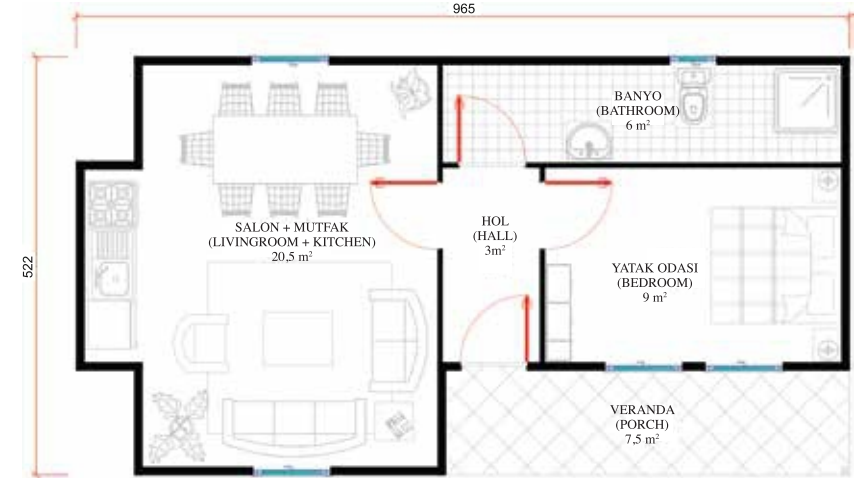 965
522
BANYO
(BATHROOM)
6 m²
SALON + MUTFAK
(LIVINGROOM + KITCHEN)
20,5 m²
HOL
(HALL)
3m²
YATAK ODASI
(BEDROOM)
9 m²
VERANDA
(PORCH)
7,5 m²